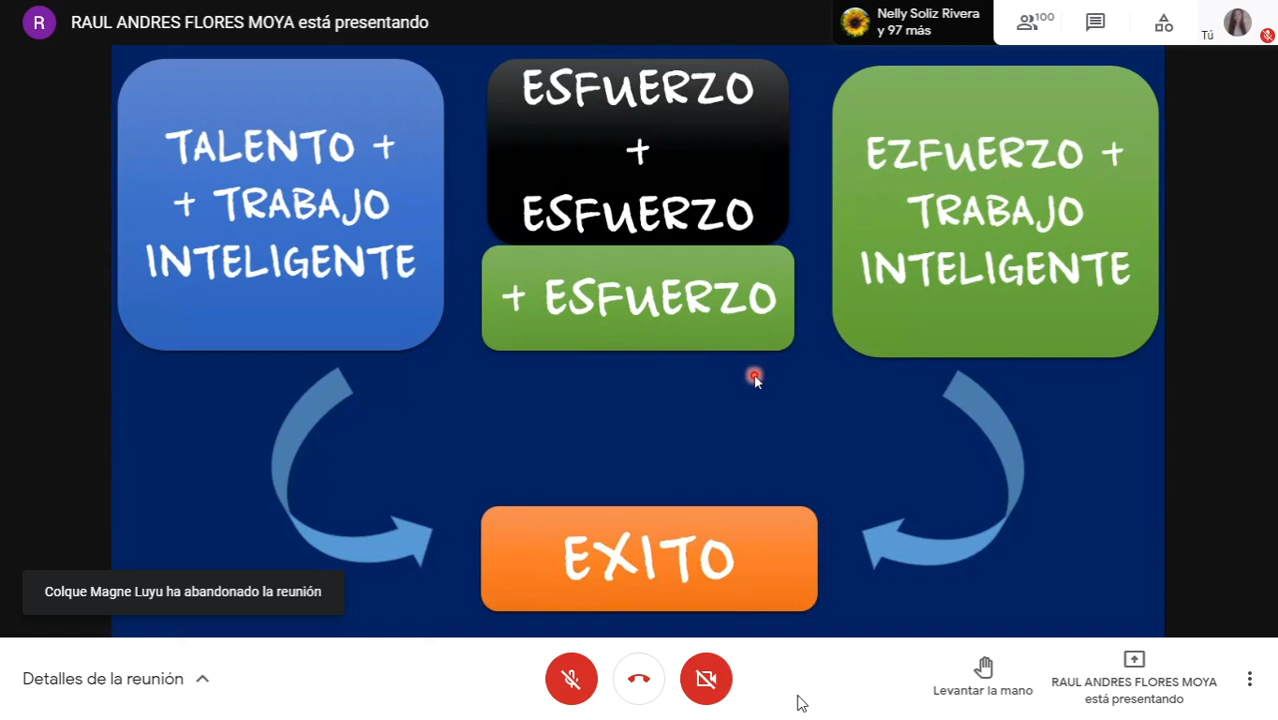 R RAUL ANDRES FLORES MOYA está presentando
Nelly Soliz Rivera
y 97 más
100
Tú
TALENTO +
+ TRABAJO
INTELIGENTE
ESFUERZO
+
ESFUERZO
+ ESFUERZO
EZFUERZO +
TRABAJO
INTELIGENTE
EXITO
Colque Magne Luyu ha abandonado la reunión
Detalles de la reunión
Levantar la mano
RAUL ANDRES FLORES MOYA
está presentando